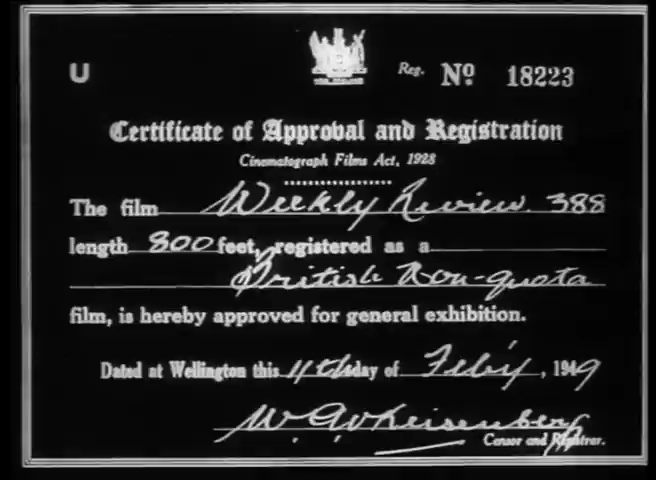 U
Reg. No 18223
Certificate of Approval and Registration
Cinematograph Films Act, 1928
The film Weekly Review. 388
length 800 feet, registered as a
British Non-quota
film, is hereby approved for general exhibition.
Dated at Wellington this 4th day of Feb'y, 1949
Censor and Registrar.